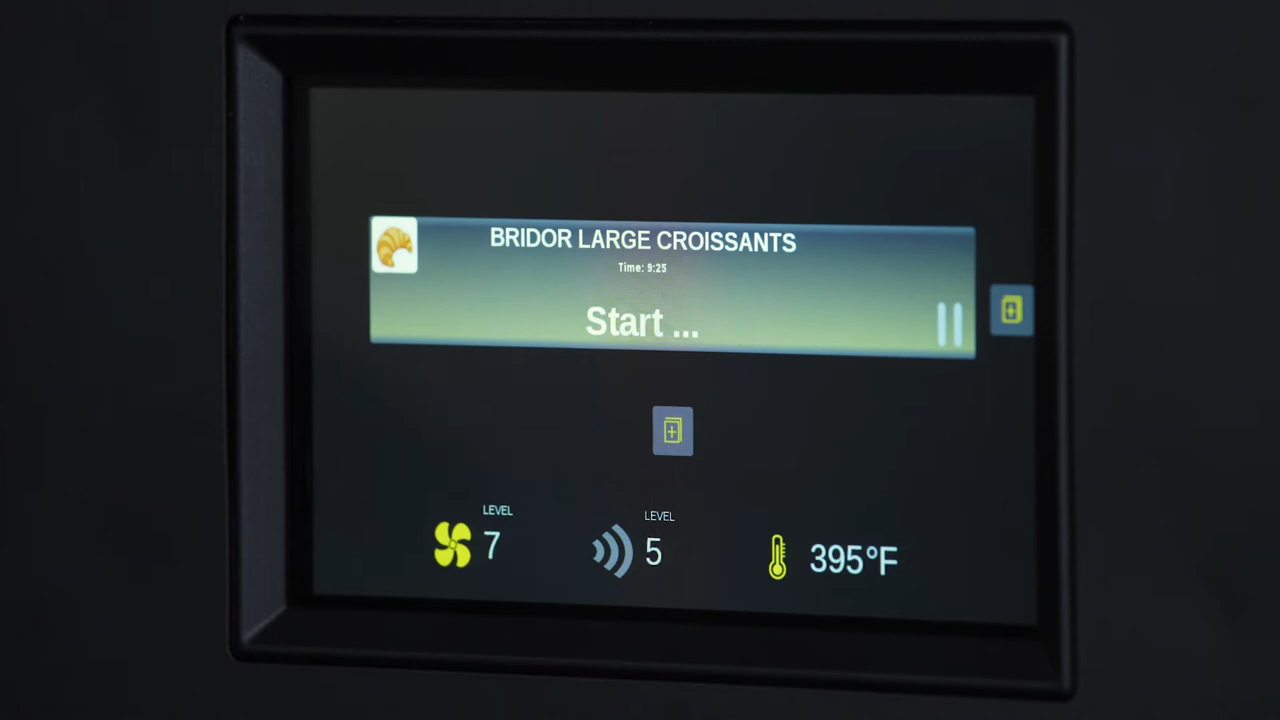 BRIDOR LARGE CROISSANTS
Time: 9:25
Start ...
LEVEL
7
LEVEL
5
395°F